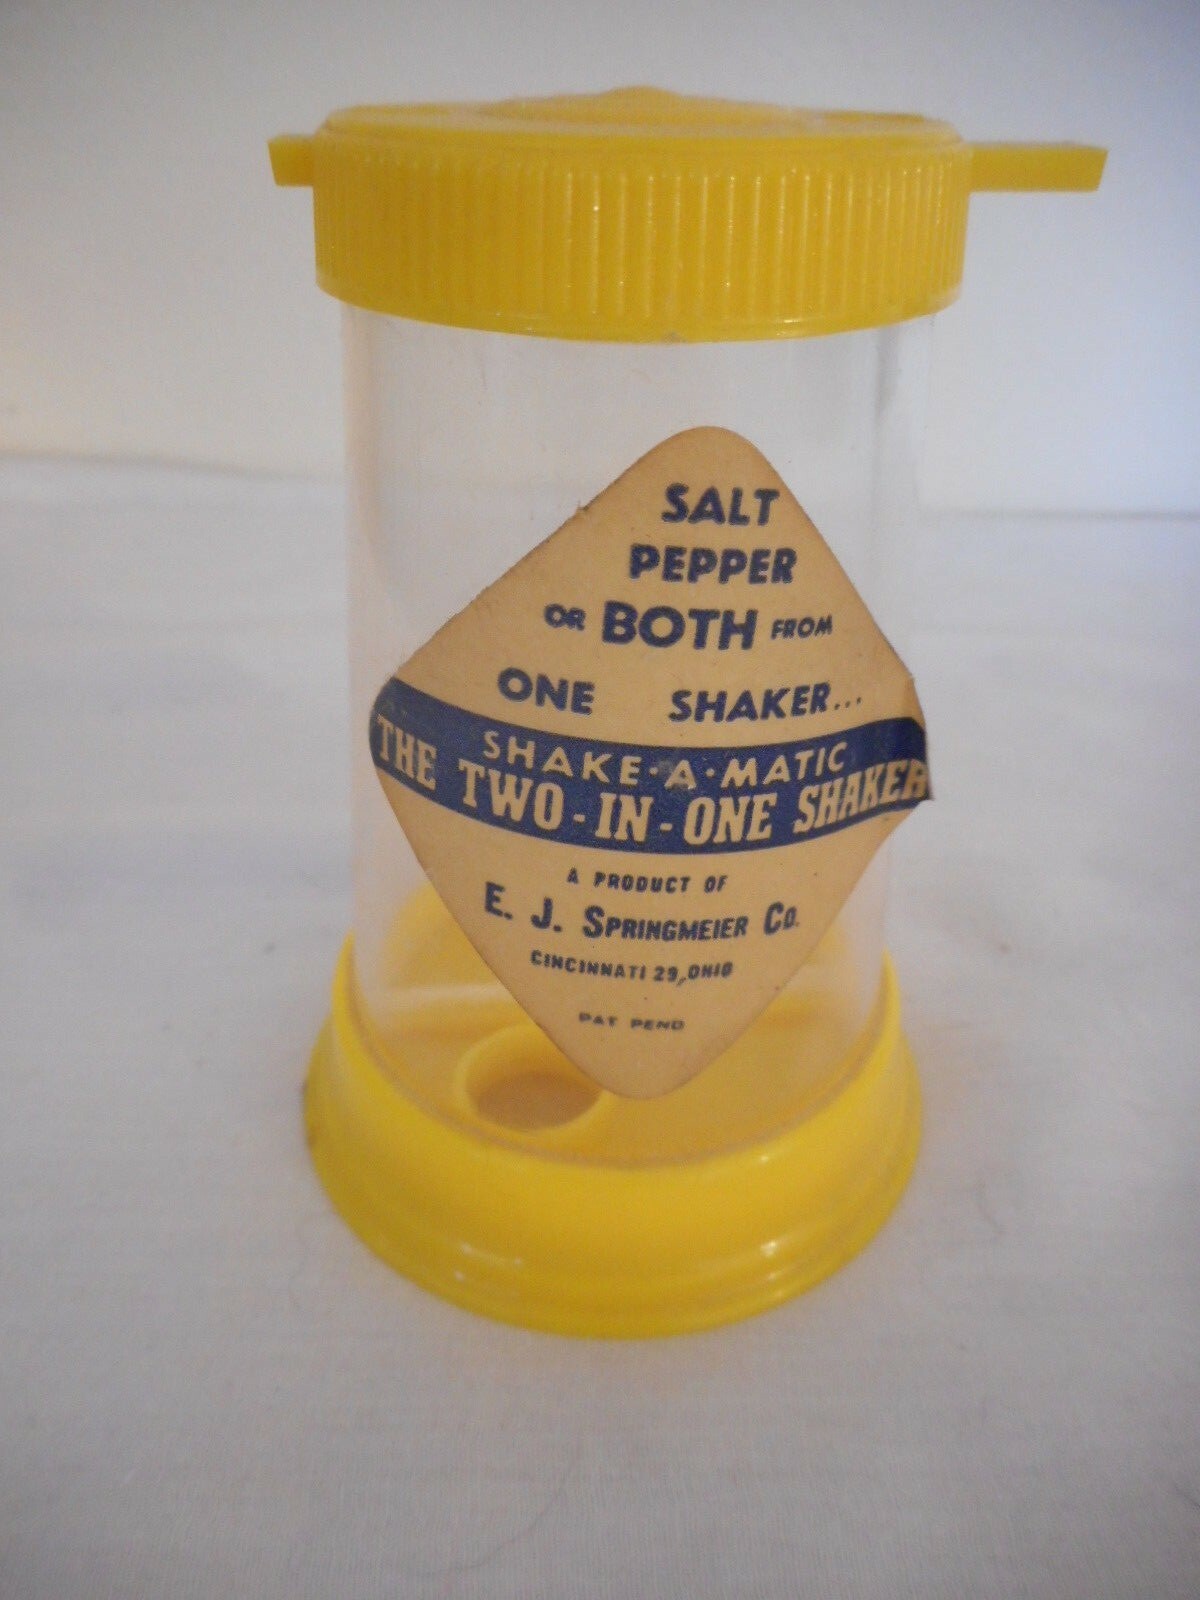 SALT
PEPPER
OR BOTH FROM
ONE SHAKER...
SHAKE-A-MATIC
THE TWO-IN-ONE SHAKER
A PRODUCT OF
E. J. SPRINGMEIER CO.
CINCINNATI 29, OHIO
PAT PEND